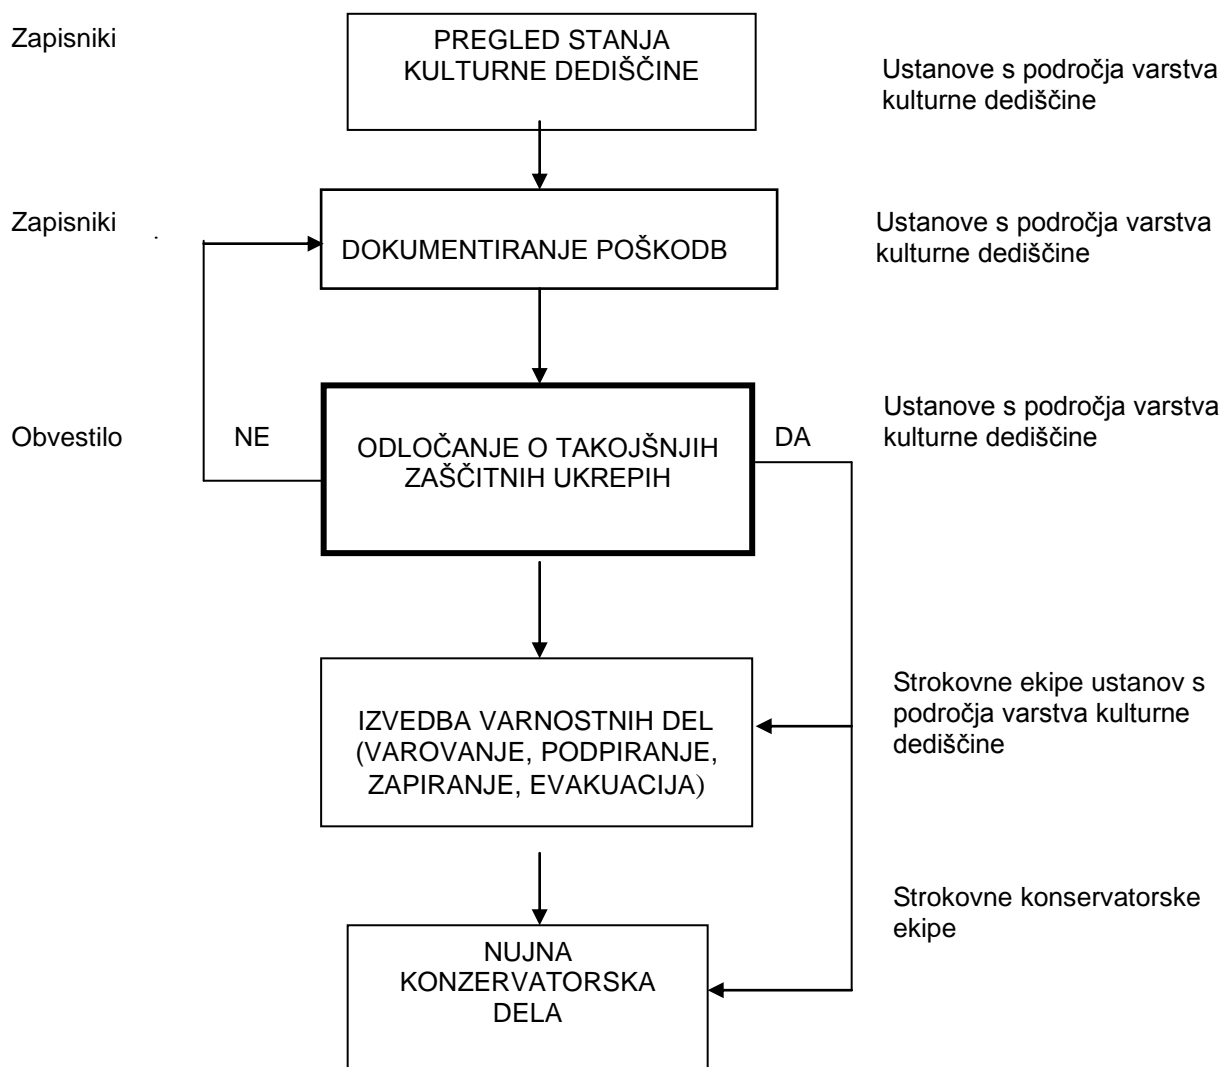 Zapisniki
PREGLED STANJA
KULTURNE DEDIŠČINE
Ustanove s področja varstva
kulturne dediščine
Zapisniki
DOKUMENTIRANJE POŠKODB
Ustanove s področja varstva
kulturne dediščine
Obvestilo
NE
ODLOČANJE O TAKOJŠNJIH
ZAŠČITNIH UKREPIH
DA
Ustanove s področja varstva
kulturne dediščine
IZVEDBA VARNOSTNIH DEL
(VAROVANJE, PODPIRANJE,
ZAPIRANJE, EVAKUACIJA)
Strokovne ekipe ustanov s
področja varstva kulturne
dediščine
NUJNA
KONZERVATORSKA
DELA
Strokovne konservatorske
ekipe